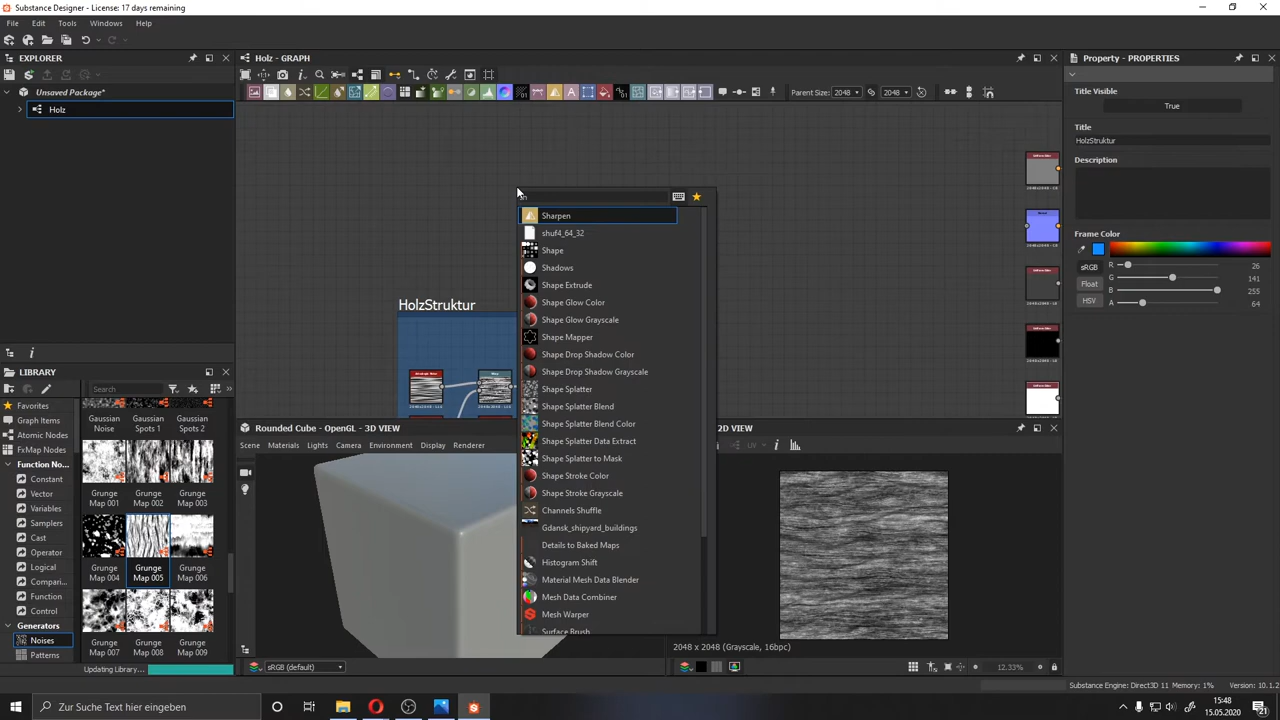 Substance Designer - License: 17 days remaining
File Edit Tools Windows Help
EXPLORER
Unsaved Package*
Holz
LIBRARY
Search
Favorites
Graph Items
Atomic Nodes
FxMap Nodes
Function No...
Constant
Vector
Variables
Samplers
Cast
Operator
Logical
Compari...
Function ...
Control
Generators
Noises
Patterns
Gaussian Noise
Gaussian Spots 1
Gaussian Spots 2
Grunge Map 001
Grunge Map 002
Grunge Map 003
Grunge Map 004
Grunge Map 005
Grunge Map 006
Grunge Map 007
Grunge Map 008
Grunge Map 009
Updating Library...
Holz - GRAPH
Parent Size: 2048 2048
HolzStruktur
Sharpen
shuf4_64_32
Shape
Shadows
Shape Extrude
Shape Glow Color
Shape Glow Grayscale
Shape Mapper
Shape Drop Shadow Color
Shape Drop Shadow Grayscale
Shape Splatter
Shape Splatter Blend
Shape Splatter Blend Color
Shape Splatter Data Extract
Shape Splatter to Mask
Shape Stroke Color
Shape Stroke Grayscale
Channels Shuffle
Gdansk_shipyard_buildings
Details to Baked Maps
Histogram Shift
Material Mesh Data Blender
Mesh Data Combiner
Mesh Warper
Surface Brush
Rounded Cube - OpenGL - 3D VIEW
Scene Materials Lights Camera Environment Display Renderer
sRGB (default)
2D VIEW
UV
2048 x 2048 (Grayscale, 16bpc)
12.33%
Property - PROPERTIES
Title Visible
True
Title
HolzStruktur
Description
Frame Color
sRGB
Float
HSV
R 26
G 141
B 255
A 64
Substance Engine: Direct3D 11 Memory: 1% Version: 10.1.2
Zur Suche Text hier eingeben
15:48
15.05.2020
21